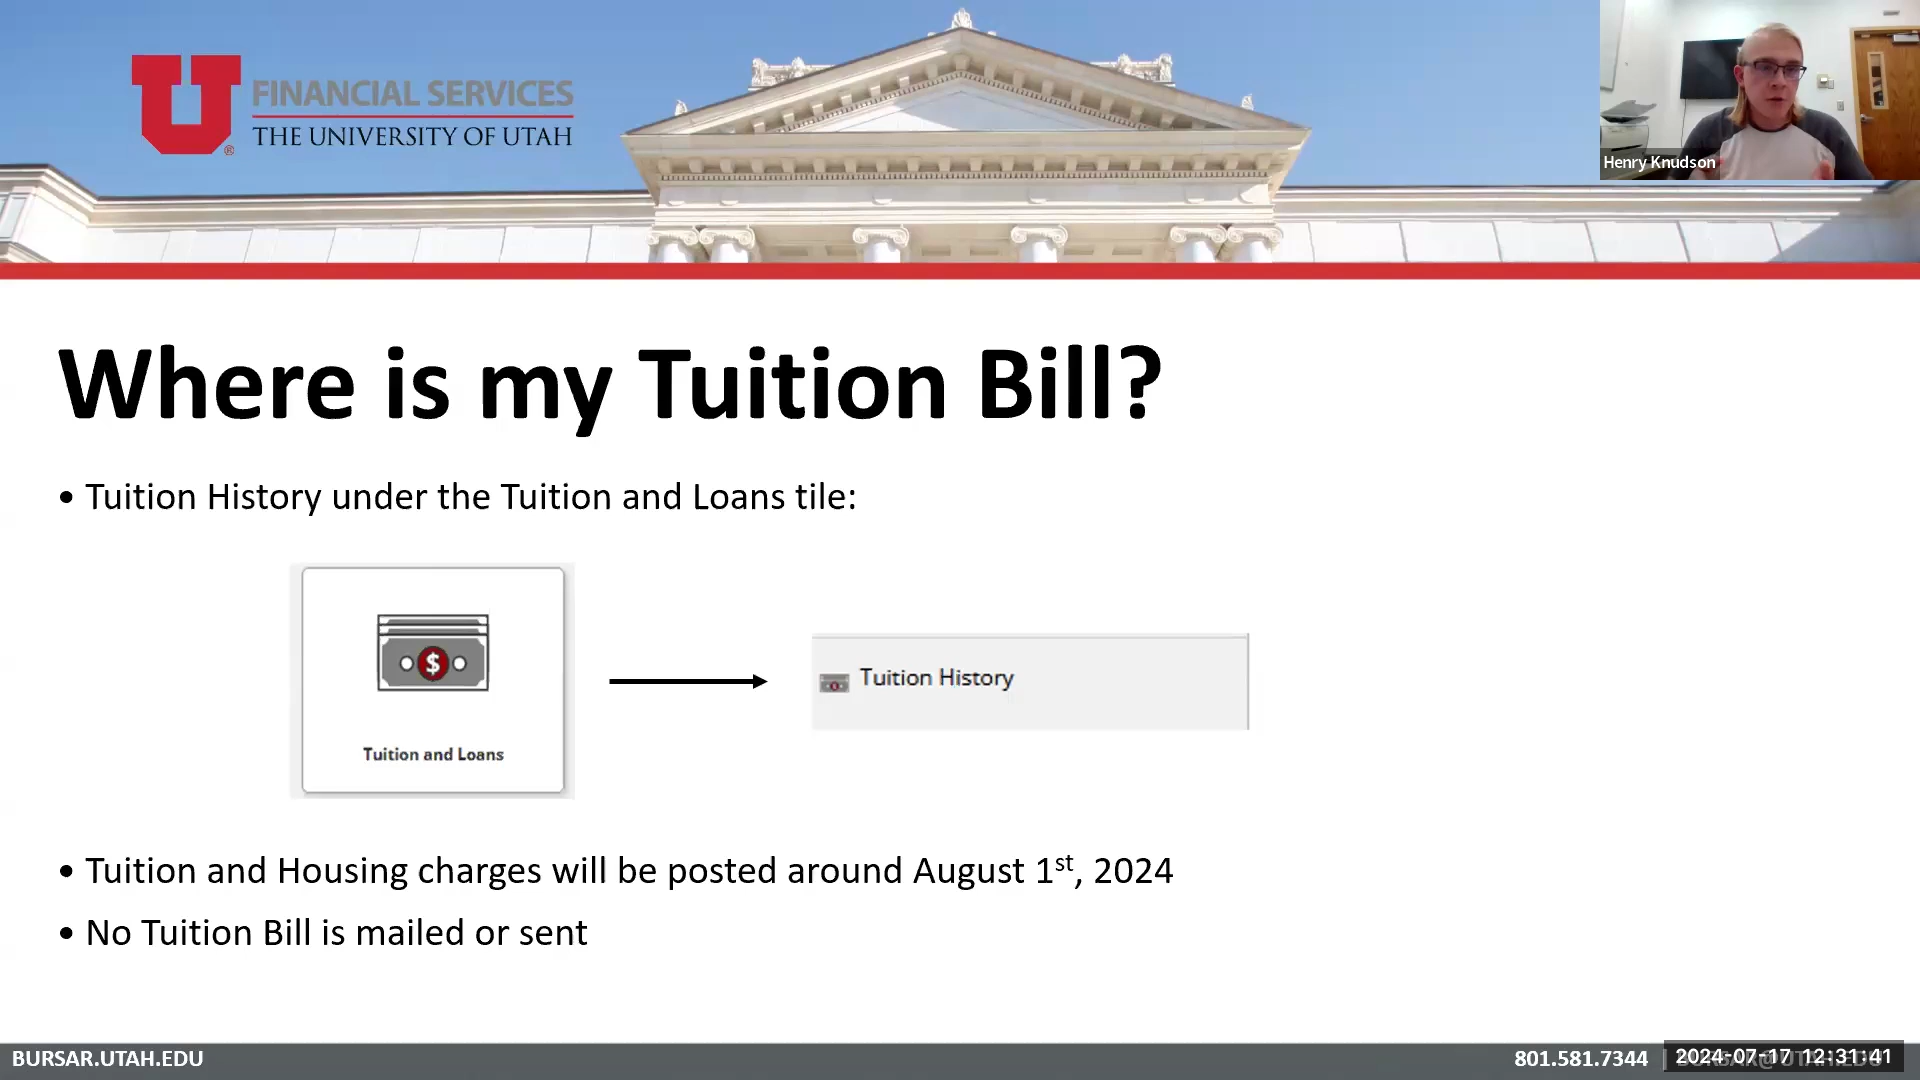 U
®
FINANCIAL SERVICES
THE UNIVERSITY OF UTAH
Henry Knudson
Where is my Tuition Bill?
• Tuition History under the Tuition and Loans tile:
$
Tuition and Loans
Tuition History
• Tuition and Housing charges will be posted around August 1st, 2024
• No Tuition Bill is mailed or sent
BURSAR.UTAH.EDU
801.581.7344 |
2024-07-17 12:31:41